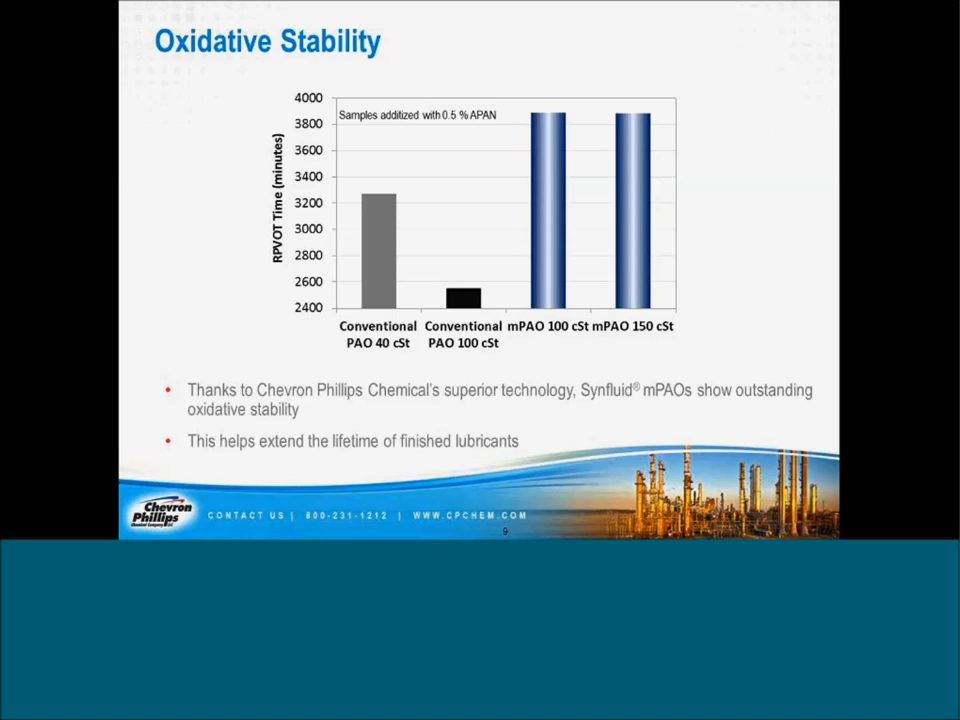 Oxidative Stability
4000
3800
3600
3400
3200
3000
2800
2600
2400
RPVOT Time (minutes)
Samples additized with 0.5 % APAN
Conventional PAO 40 cSt
Conventional PAO 100 cSt
mPAO 100 cSt
mPAO 150 cSt
• Thanks to Chevron Phillips Chemical's superior technology, Synfluid® mPAOs show outstanding
oxidative stability
• This helps extend the lifetime of finished lubricants
Chevron
Phillips
Chemical Company LLC
CONTACT US | 800-231-1212 | WWW.CPCHEM.COM
9